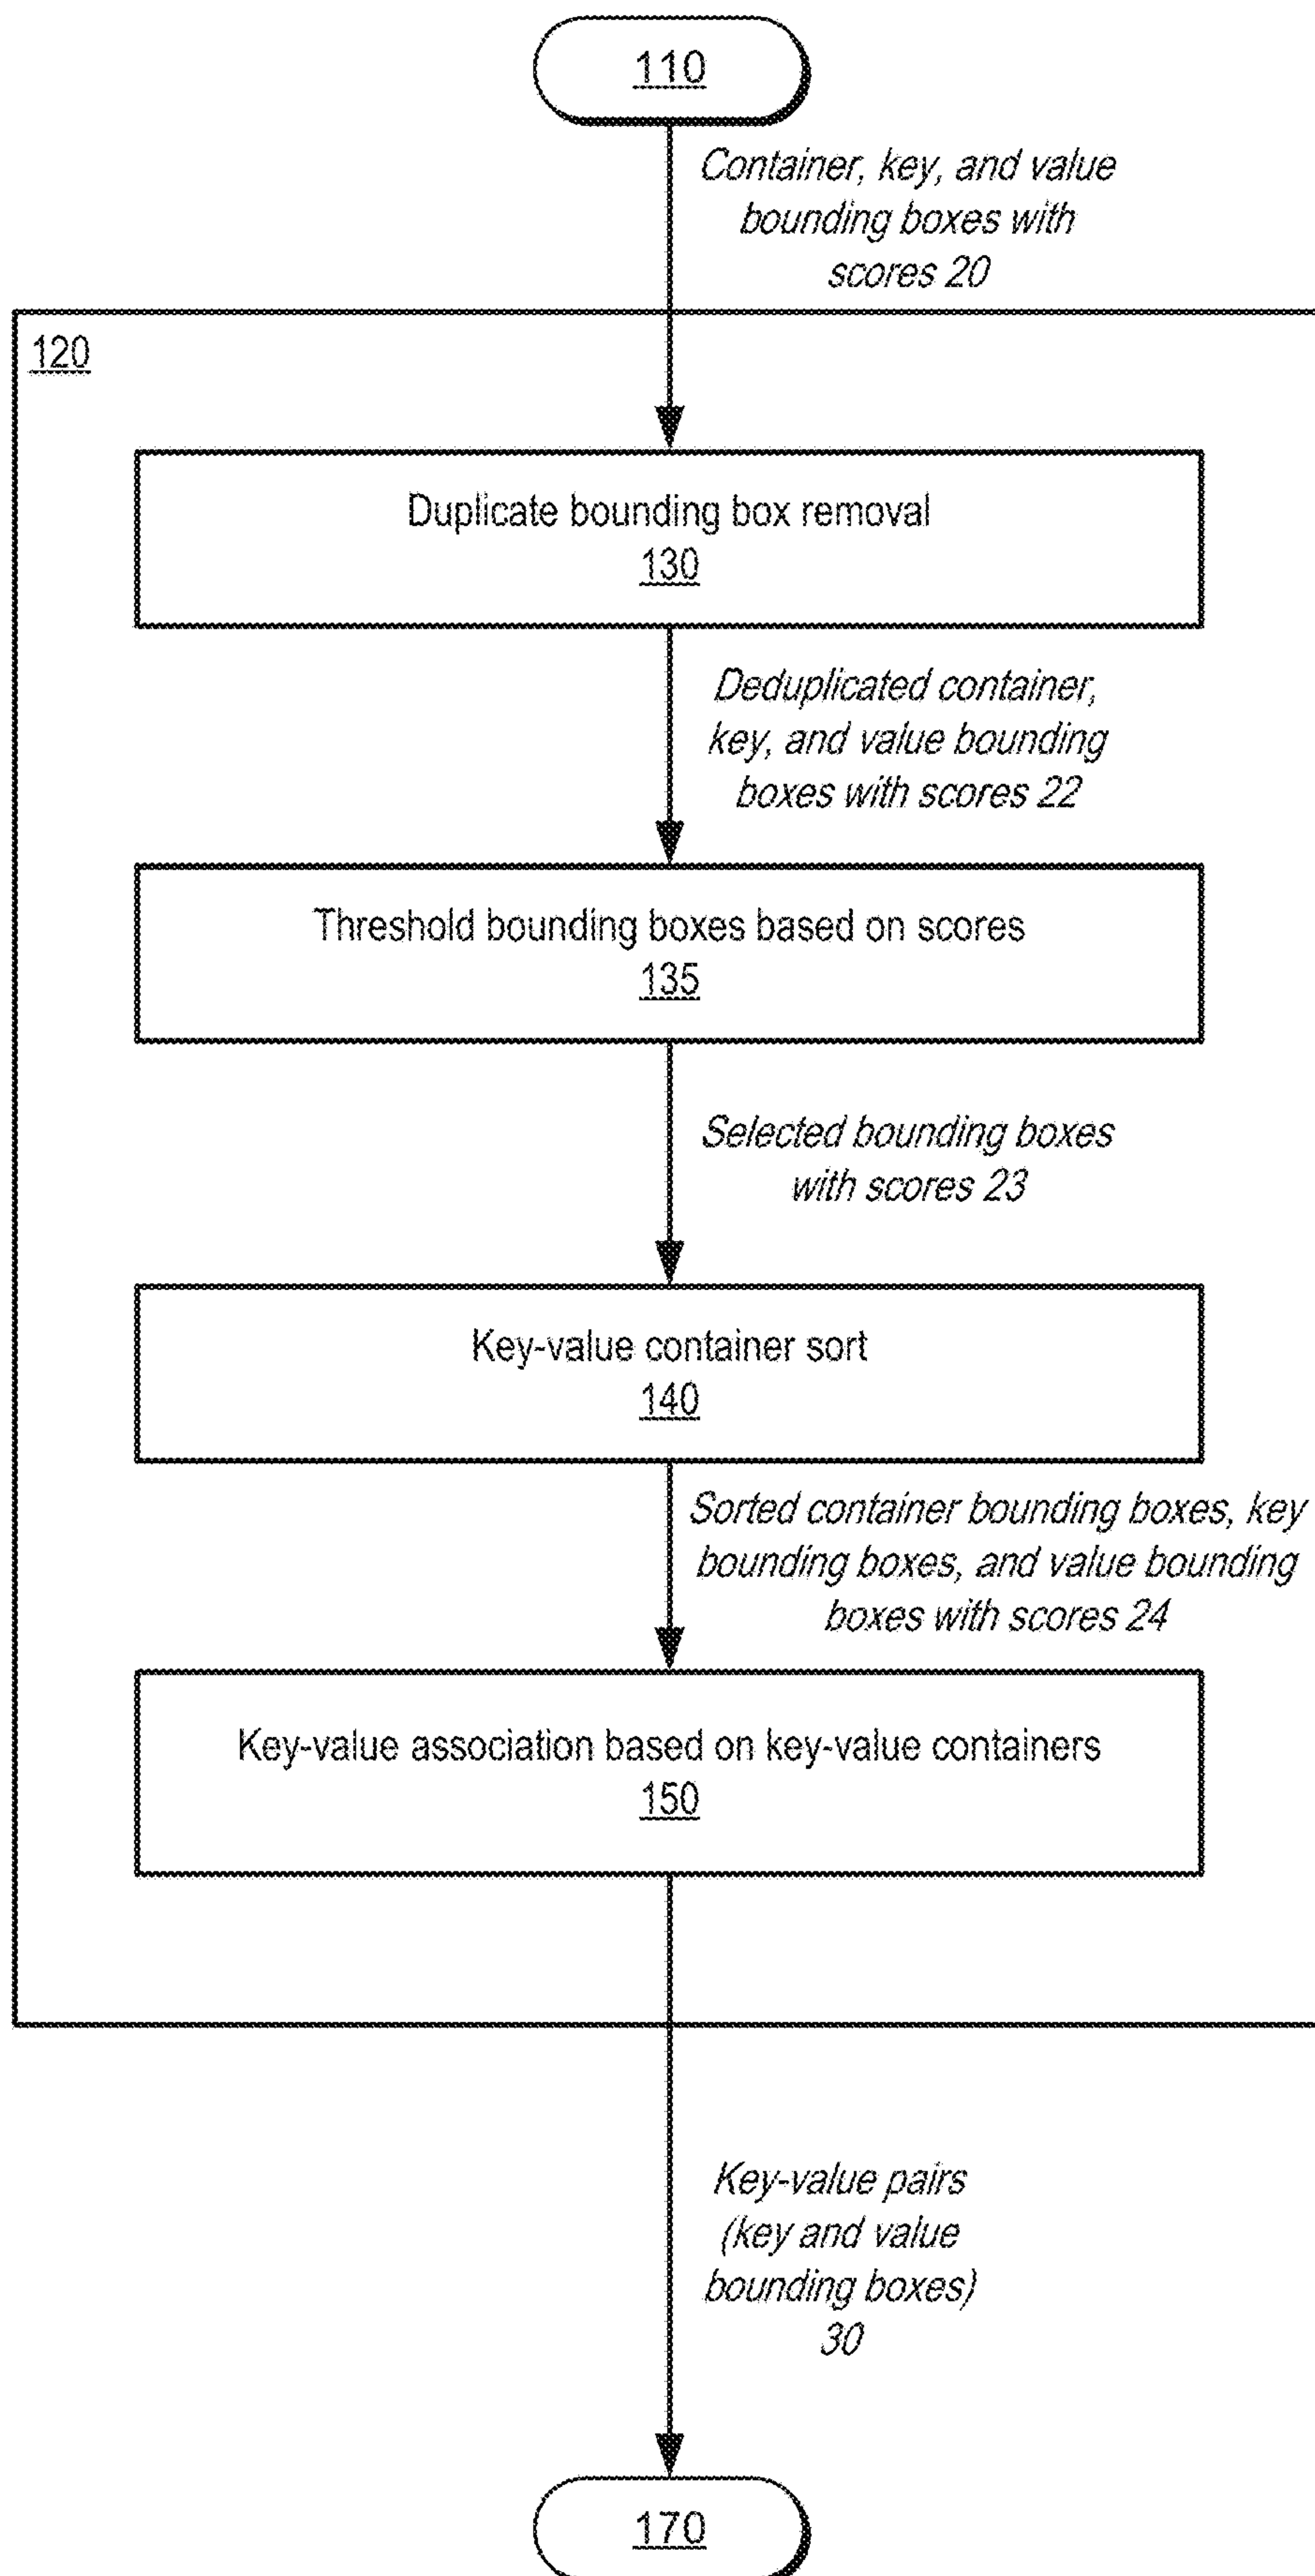 110
Container, key, and value
bounding boxes with
scores 20
120
Duplicate bounding box removal
130
Deduplicated container,
key, and value bounding
boxes with scores 22
Threshold bounding boxes based on scores
135
Selected bounding boxes
with scores 23
Key-value container sort
140
Sorted container bounding boxes, key
bounding boxes, and value bounding
boxes with scores 24
Key-value association based on key-value containers
150
Key-value pairs
(key and value
bounding boxes)
30
170